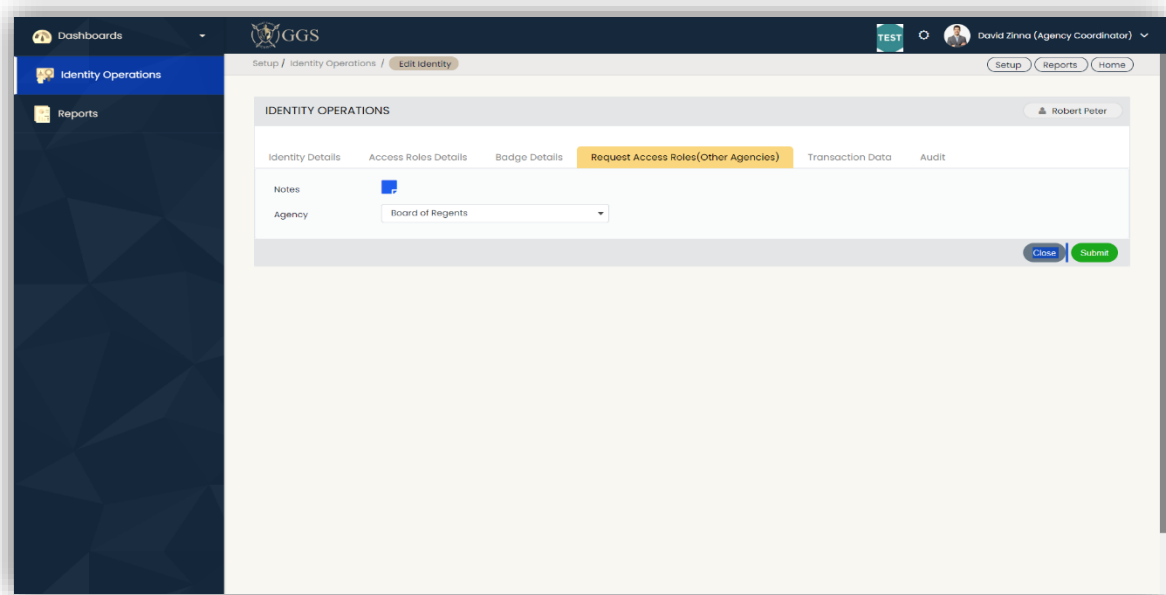 Dashboards
GGS
TEST
David Zinna (Agency Coordinator)
Identity Operations
Setup / Identity Operations / Edit Identity
Setup Reports Home
Reports
IDENTITY OPERATIONS
Robert Peter
Identity Details Access Roles Details Badge Details Request Access Roles(Other Agencies) Transaction Data Audit
Notes
Agency Board of Regents
Close Submit